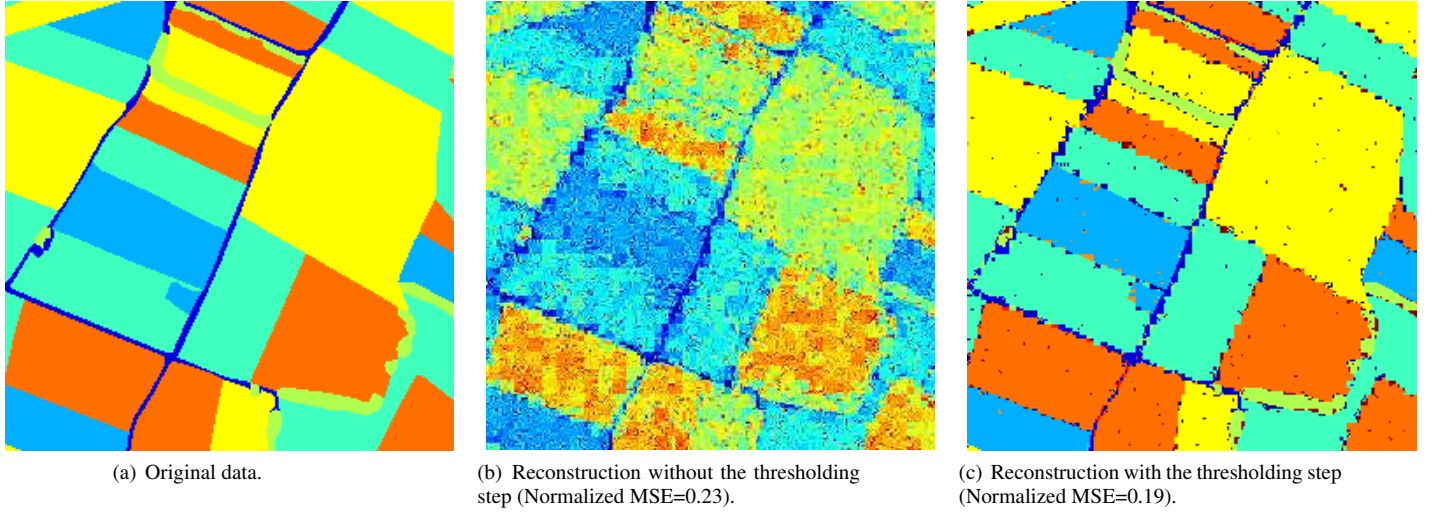 (a) Original data.
(b) Reconstruction without the thresholding
step (Normalized MSE=0.23).
(c) Reconstruction with the thresholding step
(Normalized MSE=0.19).